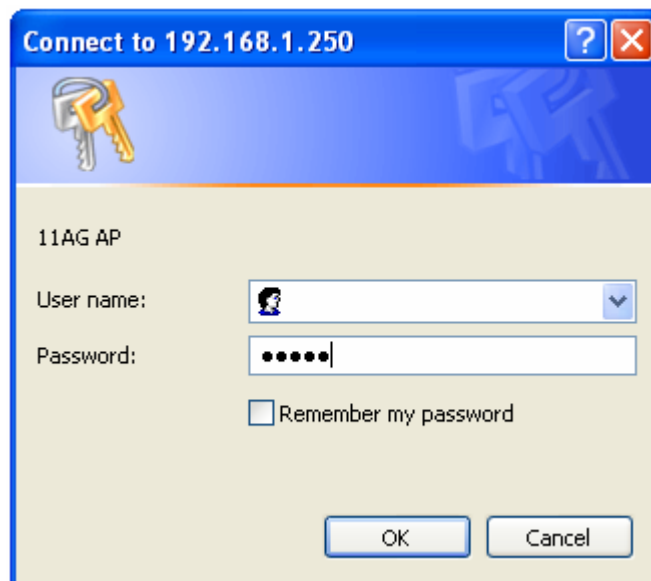 Connect to 192.168.1.250
11AG AP
User name:
Password: •••••
Remember my password
OK Cancel